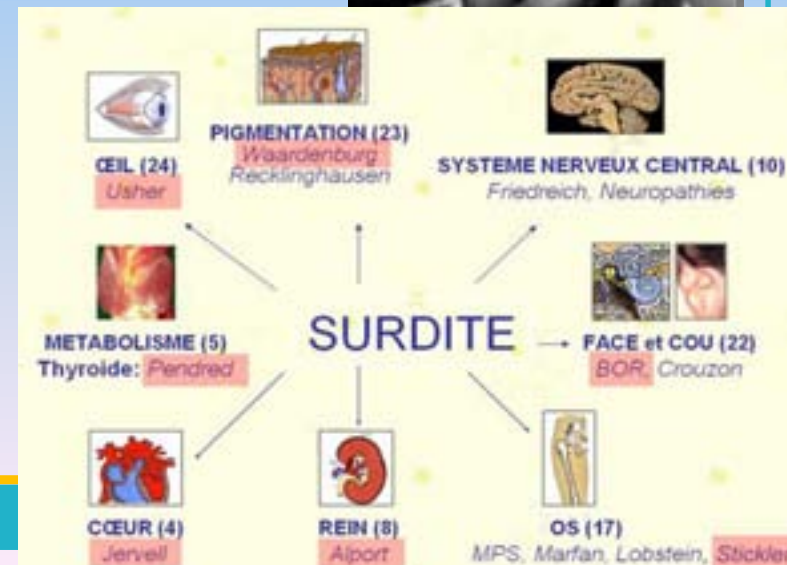 PIGMENTATION (23)
Waardenburg
Recklinghausen
ŒIL (24)
Usher
SYSTEME NERVEUX CENTRAL (10)
Friedreich, Neuropathies
METABOLISME (5)
Thyroide: Pendred
SURDITE
FACE et COU (22)
BOR, Crouzon
CŒUR (4)
Jervell
REIN (8)
Alport
OS (17)
MPS, Marfan, Lobstein, Stickler